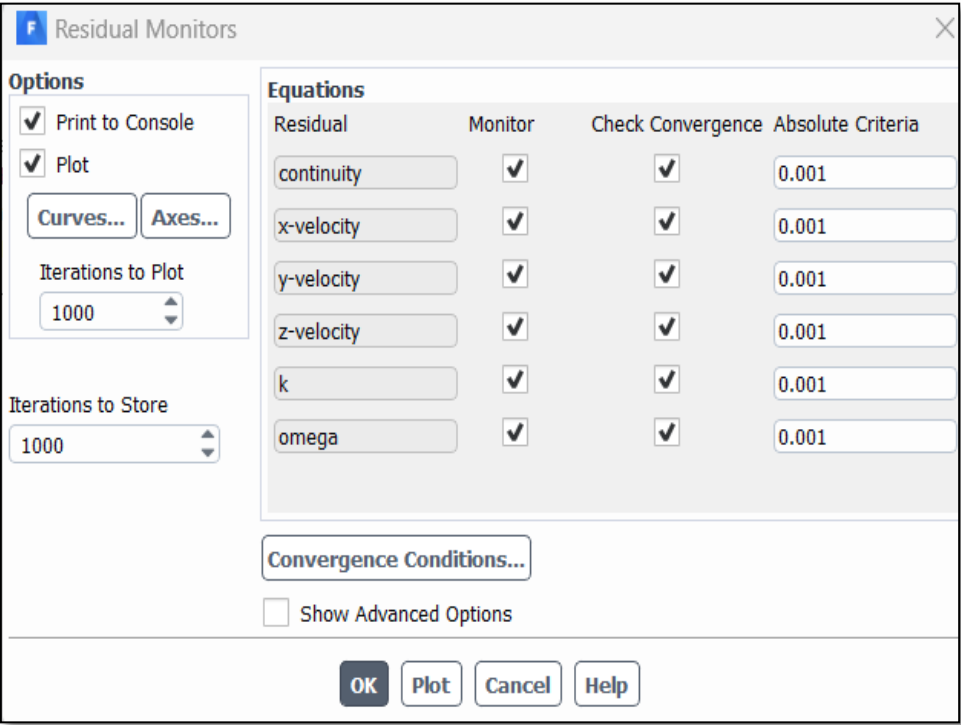 F Residual Monitors
Options
Print to Console
Plot
Curves... Axes...
Iterations to Plot
1000
Iterations to Store
1000
Equations
Residual Monitor Check Convergence Absolute Criteria
continuity 0.001
x-velocity 0.001
y-velocity 0.001
z-velocity 0.001
k 0.001
omega 0.001
Convergence Conditions...
Show Advanced Options
OK Plot Cancel Help